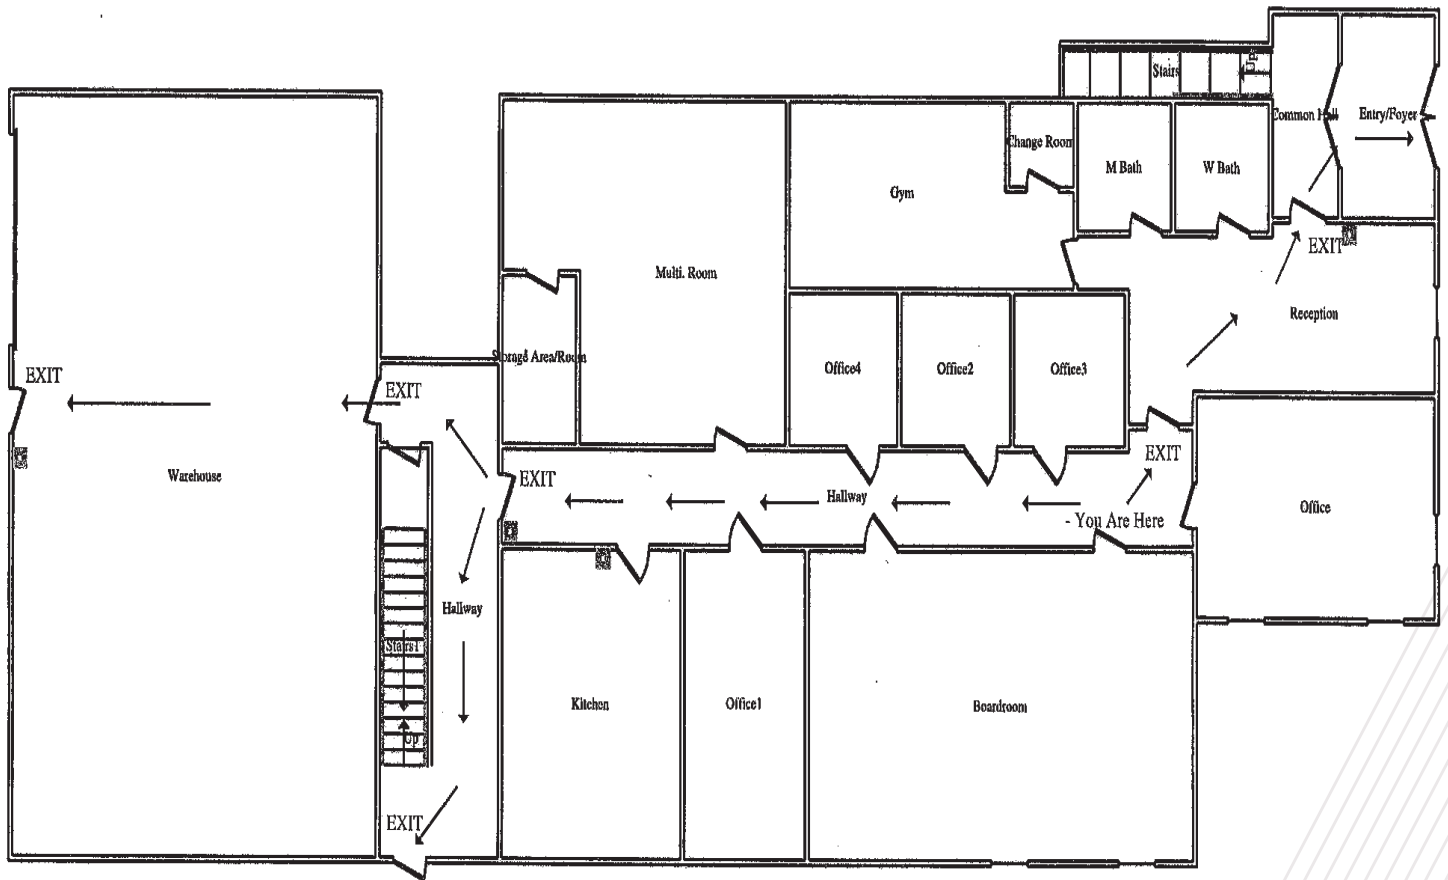 Stairs
Up
Common Hall
Entry/Foyer
Change Room
M Bath
W Bath
Gym
EXIT
Multi. Room
Reception
Storage Area/Room
Office4
Office2
Office3
EXIT
EXIT
EXIT
Warehouse
EXIT
Hallway
Office
- You Are Here
Hallway
Stairs1
Kitchen
Office1
Boardroom
Up
EXIT